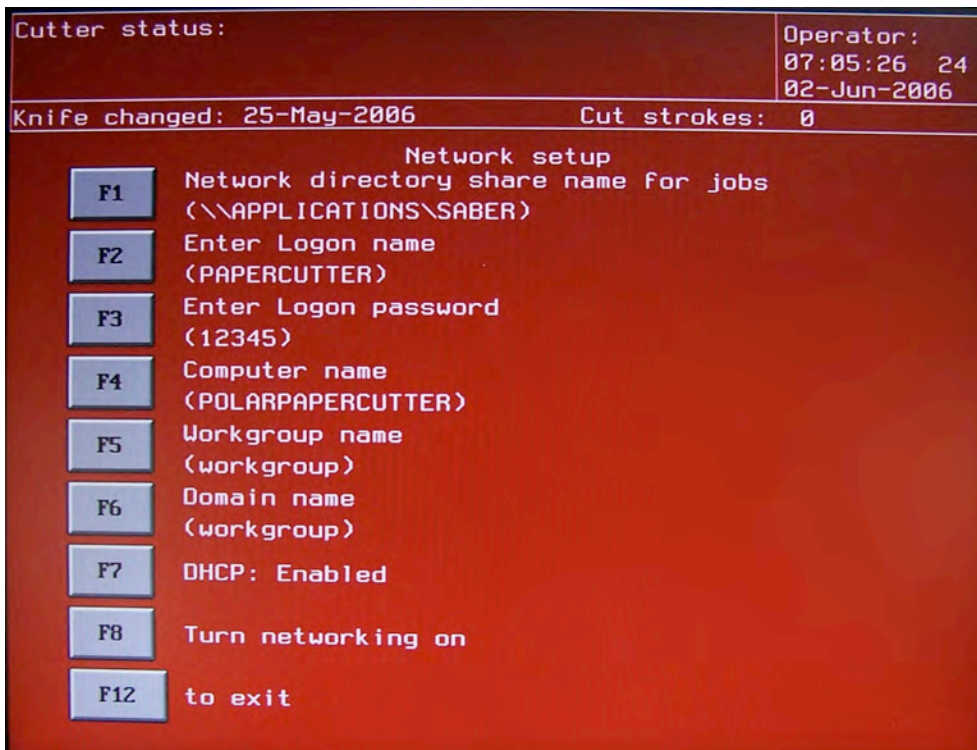 Cutter status:
Operator:
07:05:26 24
02-Jun-2006
Knife changed: 25-May-2006 Cut strokes: 0
Network setup
F1 Network directory share name for jobs
(\\APPLICATIONS\SABER)
F2 Enter Logon name
(PAPERCUTTER)
F3 Enter Logon password
(12345)
F4 Computer name
(POLARPAPERCUTTER)
F5 Workgroup name
(workgroup)
F6 Domain name
(workgroup)
F7 DHCP: Enabled
F8 Turn networking on
F12 to exit